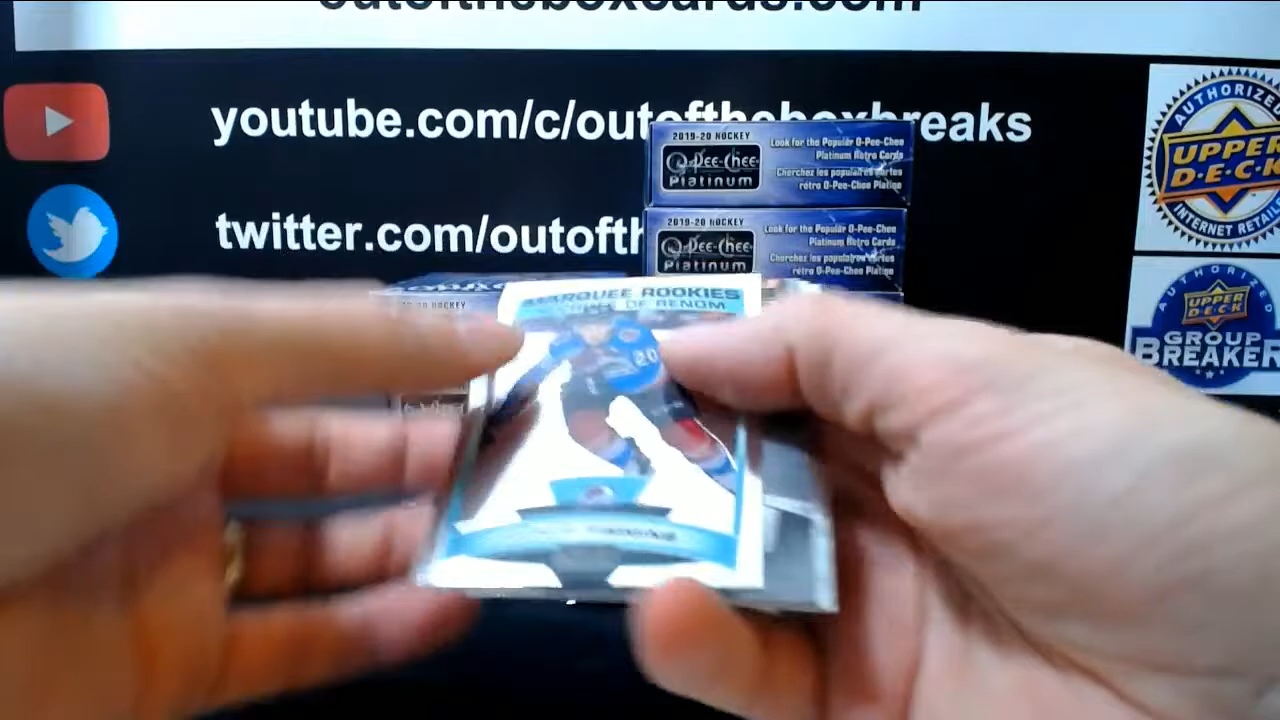 outoftheboxcards.com
youtube.com/c/outoftheboxbreaks
twitter.com/outofth
AUTHORIZED
UPPER
D·E·C·K
INTERNET RETAIL
AUTHORIZED
UPPER
DECK
GROUP
BREAKER
2019-20 HOCKEY
O-Pee-Chee
Platinum
Look for the Popular O-Pee-Chee
Platinum Retro Cards
Cherchez les populaires cartes
rétro O-Pee-Chee Platine
2019-20 HOCKEY
O-Pee-Chee
Platinum
Look for the Popular O-Pee-Chee
Platinum Retro Cards
Cherchez les populaires cartes
rétro O-Pee-Chee Platine
HOCKEY
MARQUEE ROOKIES
DE RENOM
20